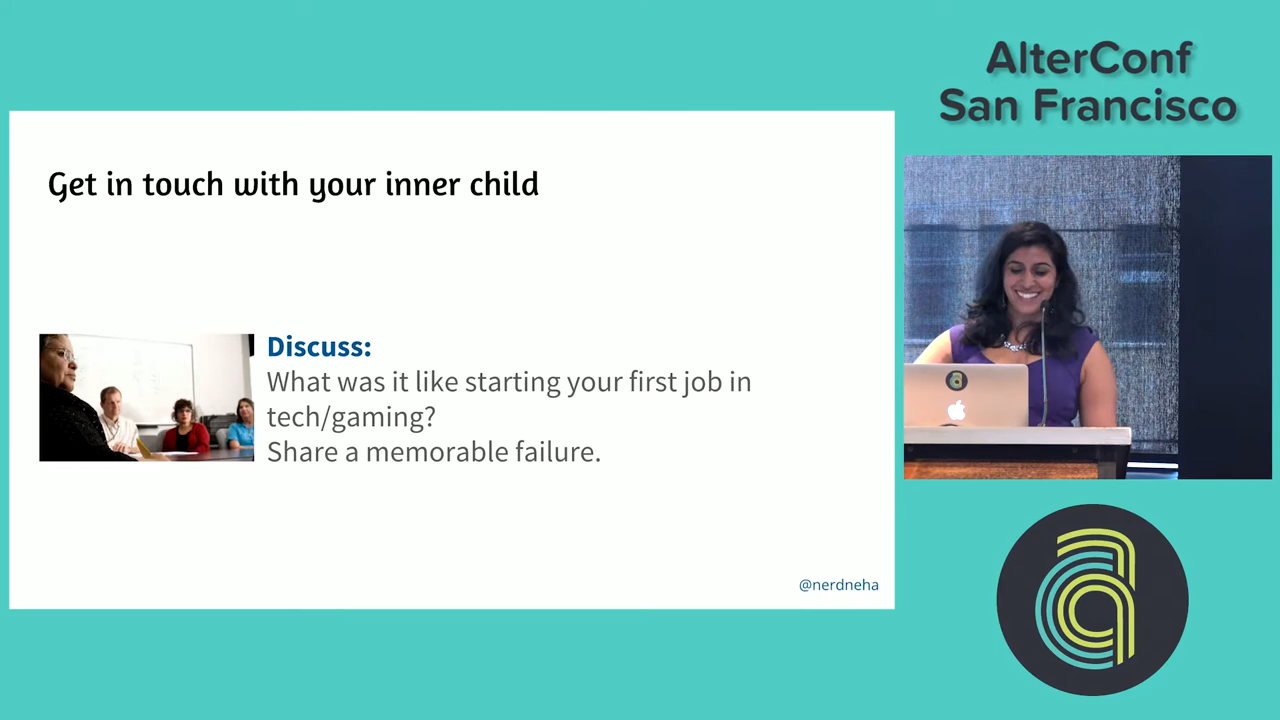 AlterConf
San Francisco
Get in touch with your inner child
Discuss:
What was it like starting your first job in
tech/gaming?
Share a memorable failure.
@nerdneha